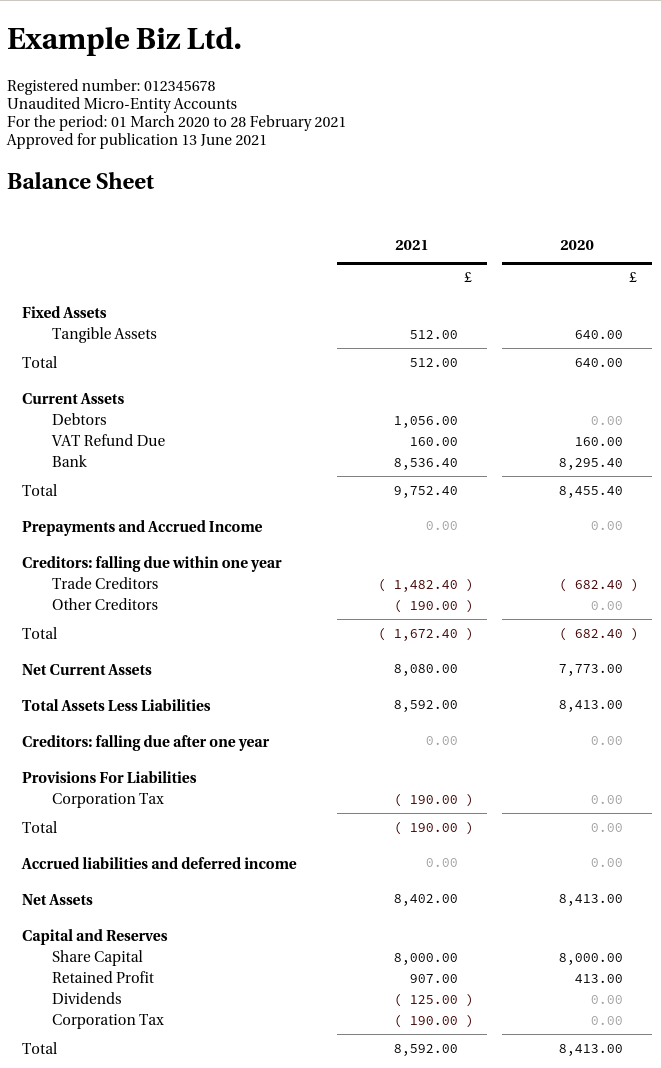 Example Biz Ltd.
Registered number: 012345678
Unaudited Micro-Entity Accounts
For the period: 01 March 2020 to 28 February 2021
Approved for publication 13 June 2021
Balance Sheet
2021 2020
£ £
Fixed Assets
Tangible Assets 512.00 640.00
Total 512.00 640.00
Current Assets
Debtors 1,056.00 0.00
VAT Refund Due 160.00 160.00
Bank 8,536.40 8,295.40
Total 9,752.40 8,455.40
Prepayments and Accrued Income 0.00 0.00
Creditors: falling due within one year
Trade Creditors ( 1,482.40 ) ( 682.40 )
Other Creditors ( 190.00 ) 0.00
Total ( 1,672.40 ) ( 682.40 )
Net Current Assets 8,080.00 7,773.00
Total Assets Less Liabilities 8,592.00 8,413.00
Creditors: falling due after one year 0.00 0.00
Provisions For Liabilities
Corporation Tax ( 190.00 ) 0.00
Total ( 190.00 ) 0.00
Accrued liabilities and deferred income 0.00 0.00
Net Assets 8,402.00 8,413.00
Capital and Reserves
Share Capital 8,000.00 8,000.00
Retained Profit 907.00 413.00
Dividends ( 125.00 ) 0.00
Corporation Tax ( 190.00 ) 0.00
Total 8,592.00 8,413.00